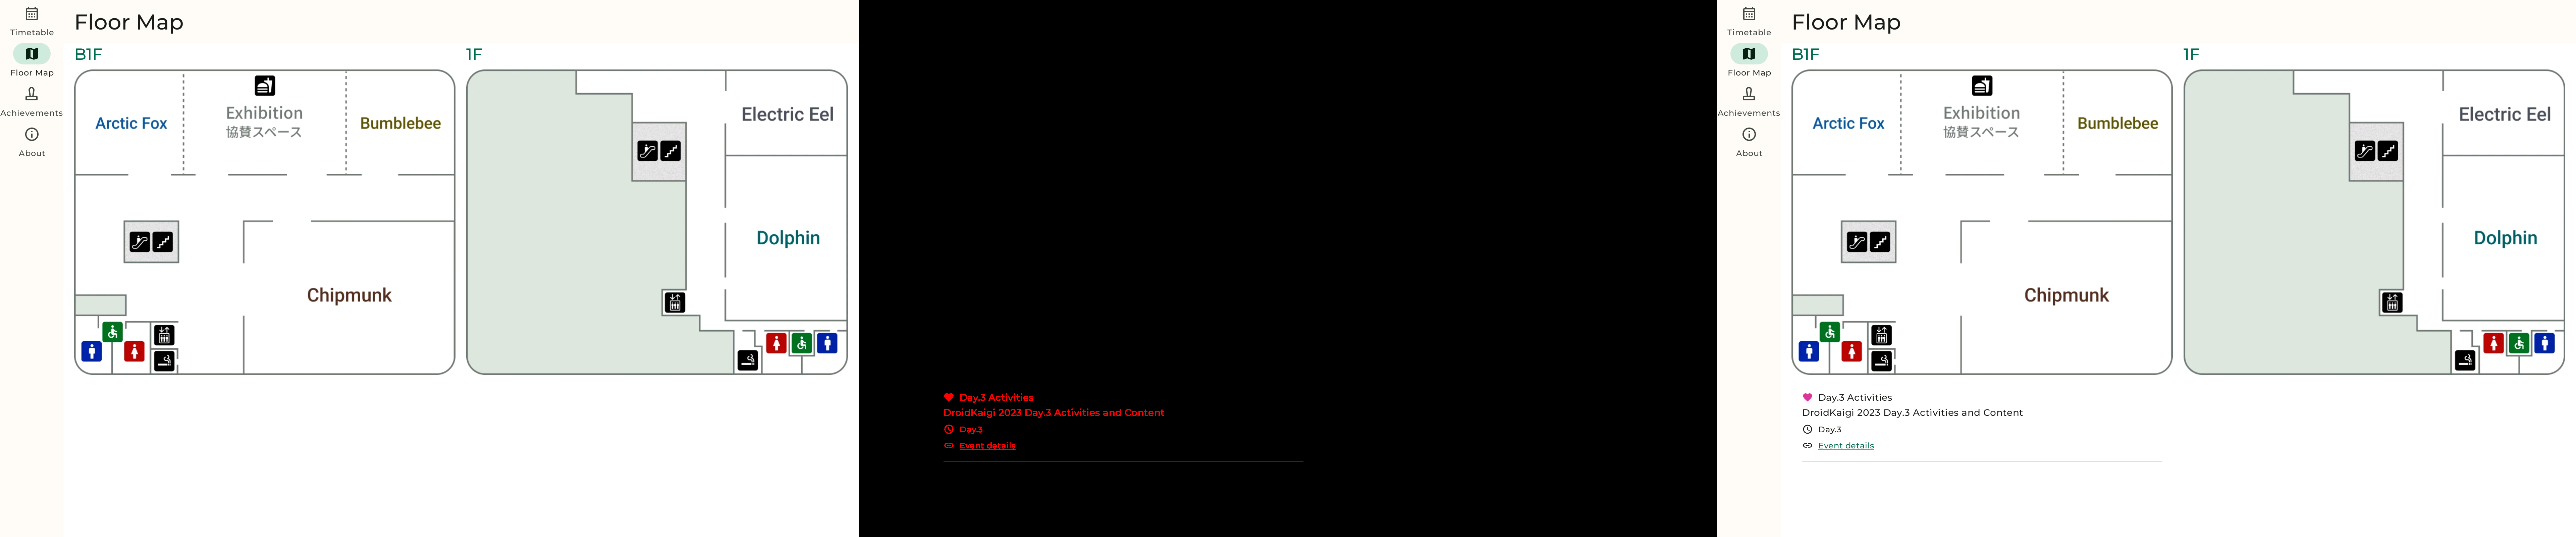 Timetable
Floor Map
Achievements
About
Floor Map
B1F
Arctic Fox
Exhibition
協賛スペース
Bumblebee
Chipmunk
1F
Electric Eel
Dolphin
Day.3 Activities
DroidKaigi 2023 Day.3 Activities and Content
Day.3
Event details
Timetable
Floor Map
Achievements
About
Floor Map
B1F
Arctic Fox
Exhibition
協賛スペース
Bumblebee
Chipmunk
1F
Electric Eel
Dolphin
Day.3 Activities
DroidKaigi 2023 Day.3 Activities and Content
Day.3
Event details